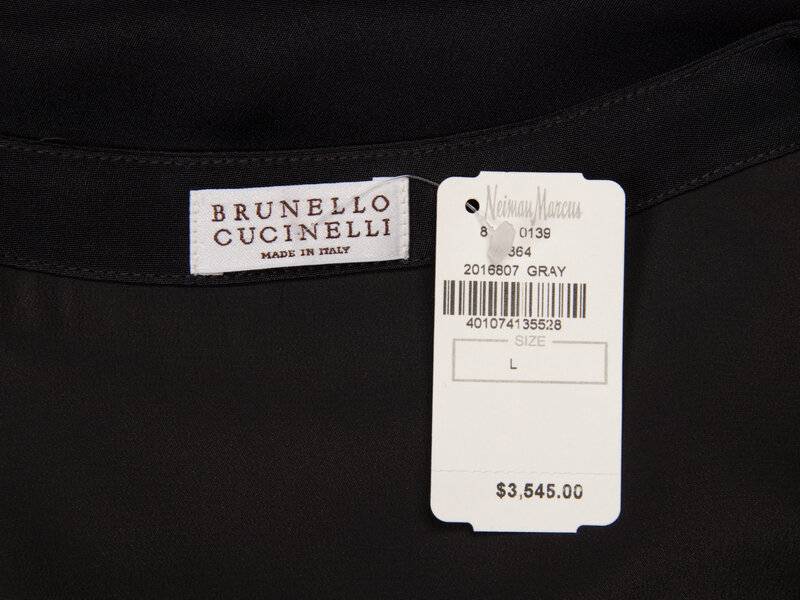 BRUNELLO
CUCINELLI
MADE IN ITALY
Neiman Marcus
0139
364
2016807 GRAY
401074135528
SIZE
L
$3,545.00